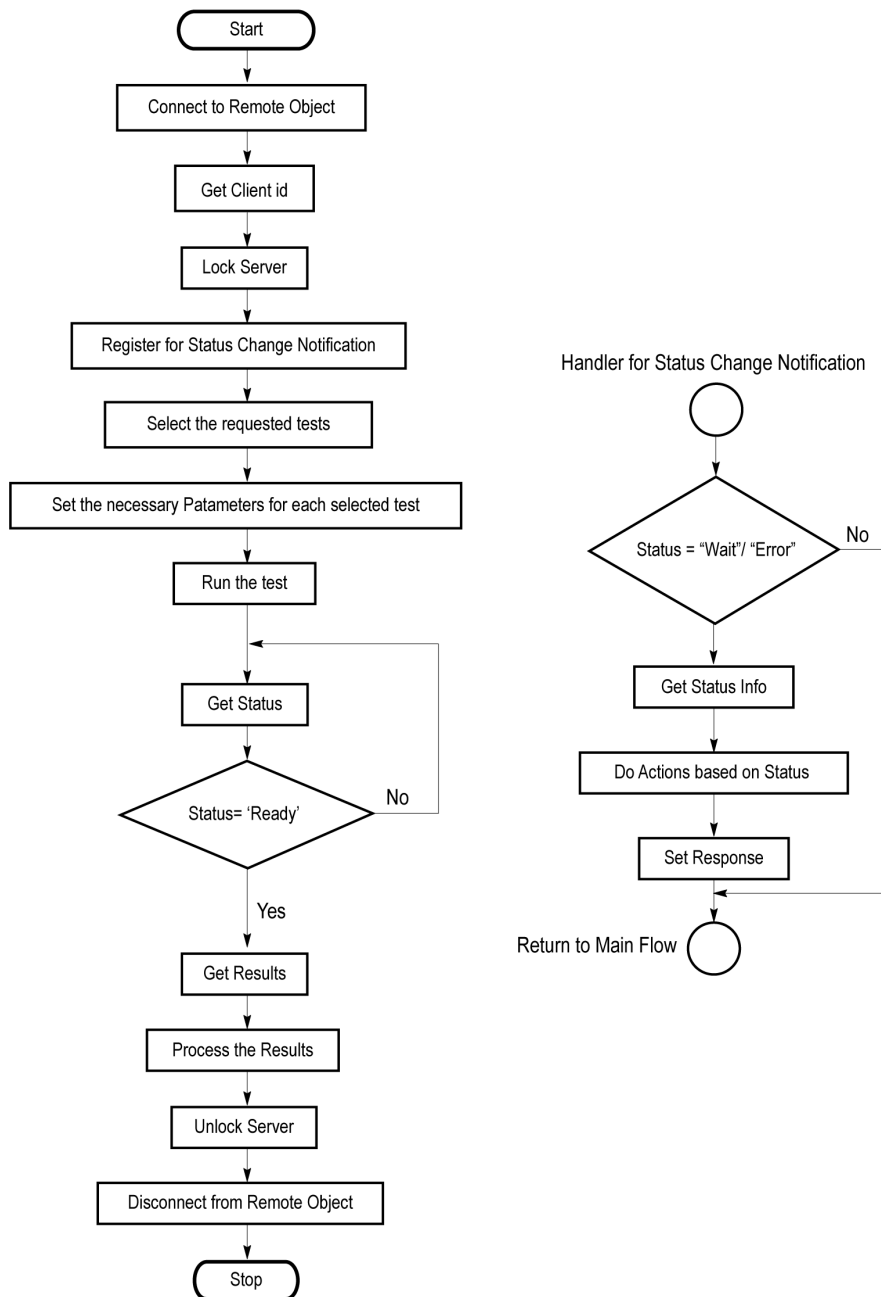 Start
Connect to Remote Object
Get Client id
Lock Server
Register for Status Change Notification
Select the requested tests
Set the necessary Patameters for each selected test
Run the test
Get Status
Status= ‘Ready’
No
Yes
Get Results
Process the Results
Unlock Server
Disconnect from Remote Object
Stop
Handler for Status Change Notification
Status = “Wait”/ “Error”
No
Get Status Info
Do Actions based on Status
Set Response
Return to Main Flow